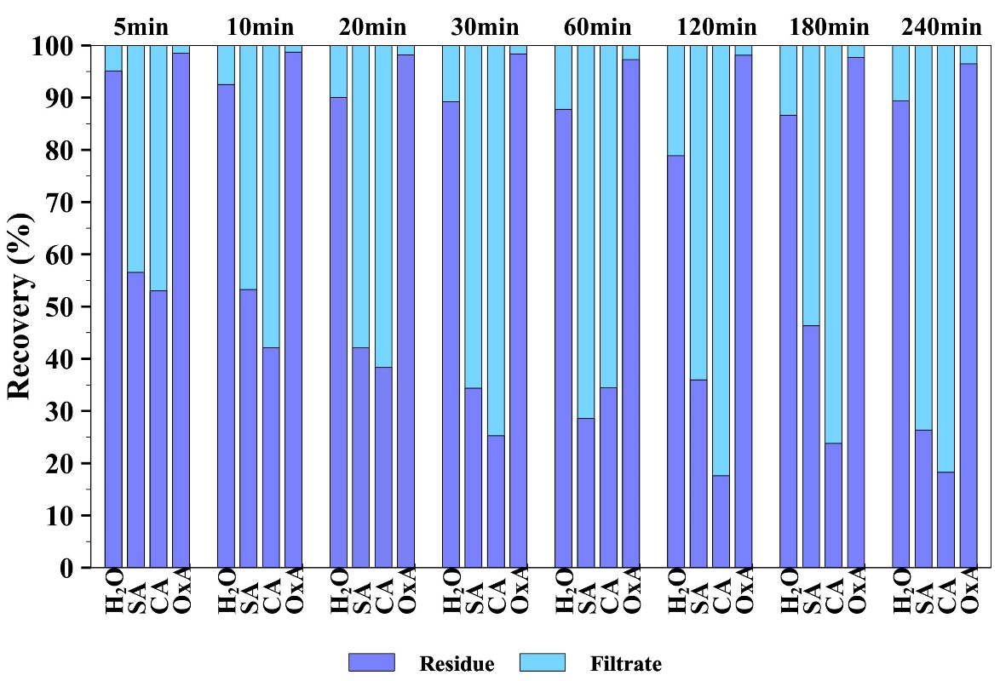 5min 10min 20min 30min 60min 120min 180min 240min
100
90
80
70
60
50
40
30
20
10
0
Recovery (%)
H₂O SA CA OxA H₂O SA CA OxA H₂O SA CA OxA H₂O SA CA OxA H₂O SA CA OxA H₂O SA CA OxA H₂O SA CA OxA H₂O SA CA OxA
Residue Filtrate